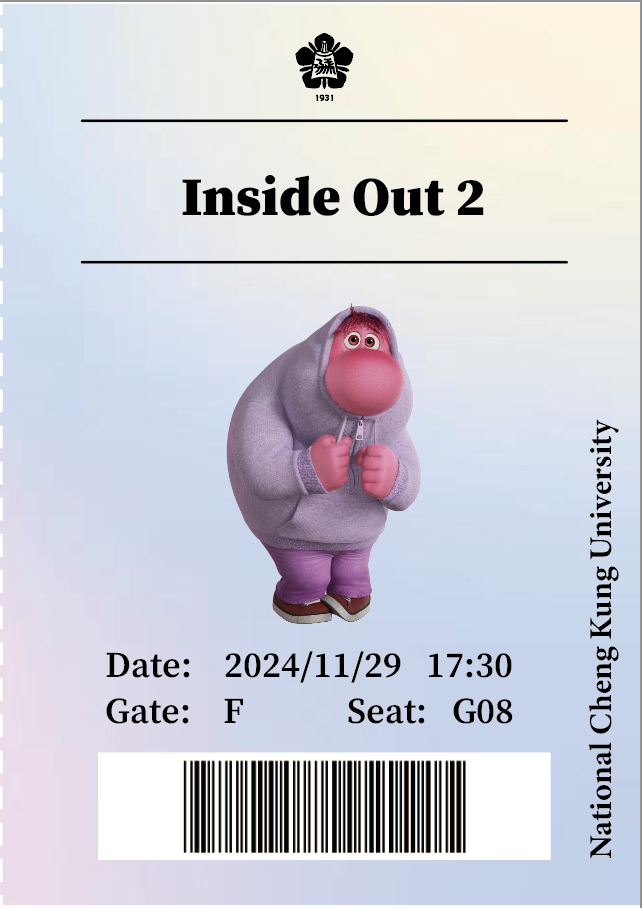 1931
Inside Out 2
Date: 2024/11/29 17:30
Gate: F Seat: G08
National Cheng Kung University